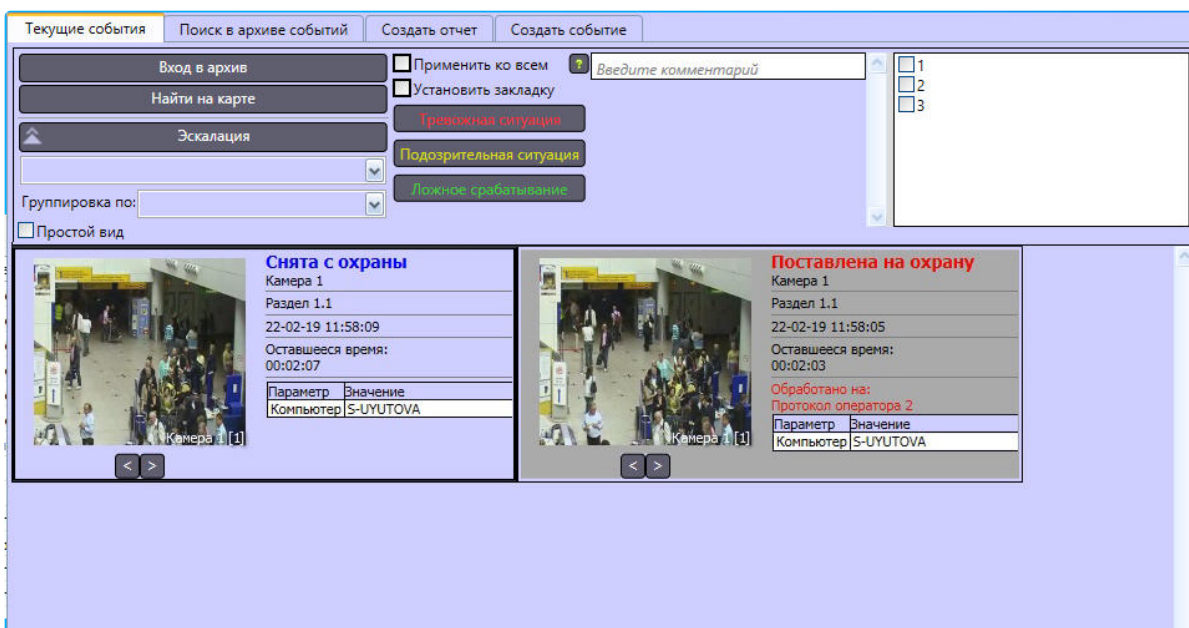 Текущие события
Поиск в архиве событий
Создать отчет
Создать событие
Вход в архив
Найти на карте
Эскалация
Группировка по:
Простой вид
Применить ко всем
?
Установить закладку
Тревожная ситуация
Подозрительная ситуация
Ложное срабатывание
Введите комментарий
1
2
3
Снята с охраны
Камера 1
Раздел 1.1
22-02-19 11:58:09
Оставшееся время:
00:02:07
Параметр Значение
Компьютер S-UYUTOVA
Камера 1 [1]
< >
Поставлена на охрану
Камера 1
Раздел 1.1
22-02-19 11:58:05
Оставшееся время:
00:02:03
Обработано на:
Протокол оператора 2
Параметр Значение
Компьютер S-UYUTOVA
Камера 1 [1]
< >